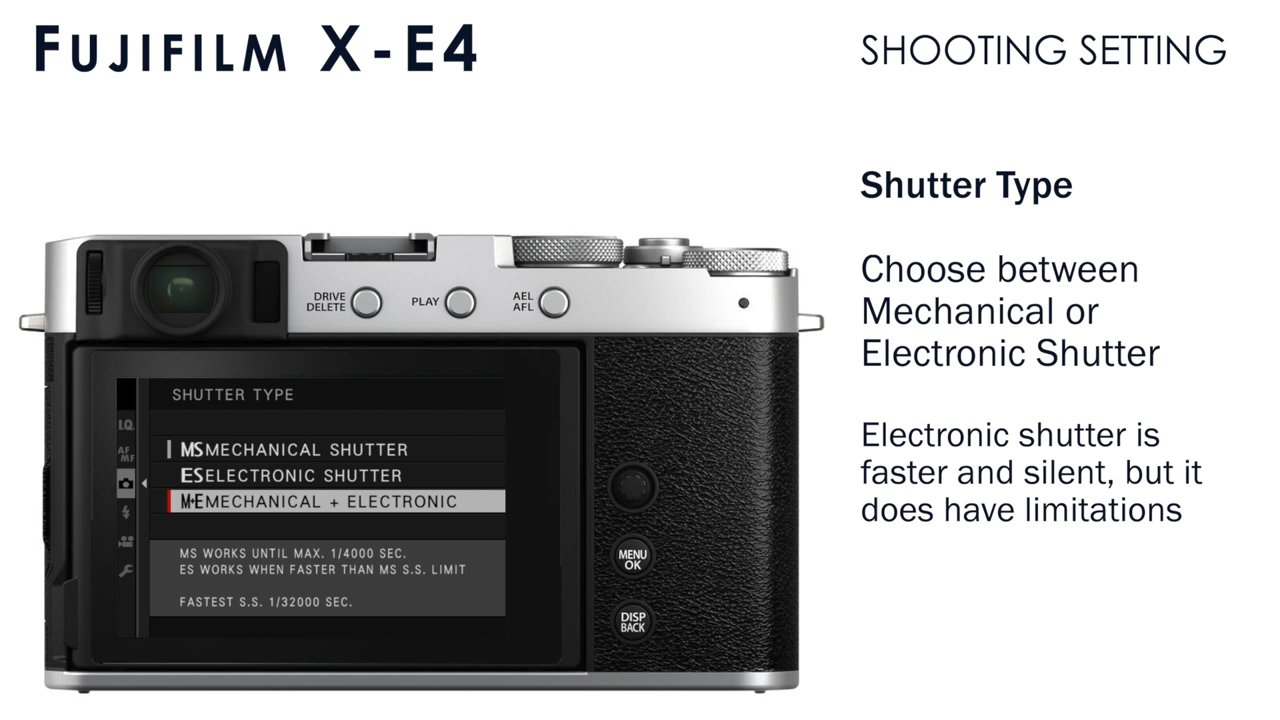 FUJIFILM X-E4
SHOOTING SETTING
Shutter Type
Choose between
Mechanical or
Electronic Shutter
Electronic shutter is
faster and silent, but it
does have limitations
DRIVE
DELETE
PLAY
AEL
AFL
SHUTTER TYPE
I.Q.
AF
MF
MS MECHANICAL SHUTTER
ES ELECTRONIC SHUTTER
M+E MECHANICAL + ELECTRONIC
MS WORKS UNTIL MAX. 1/4000 SEC.
ES WORKS WHEN FASTER THAN MS S.S. LIMIT
FASTEST S.S. 1/32000 SEC.
MENU
OK
DISP
BACK